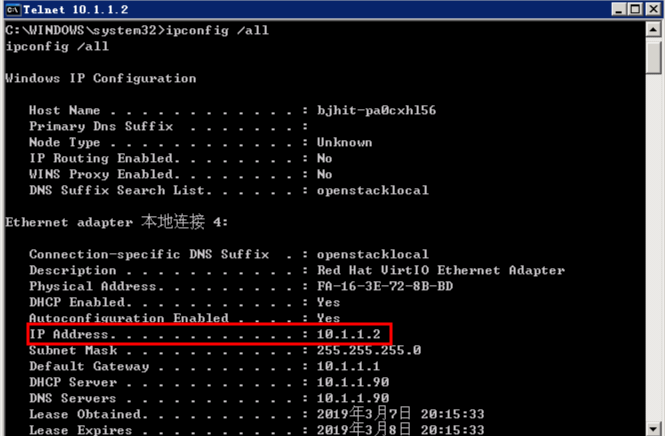 Telnet 10.1.1.2
C:\WINDOWS\system32>ipconfig /all
ipconfig /all
Windows IP Configuration
Host Name . . . . . . . . . . . . : bjhit-pa0cxhl56
Primary Dns Suffix . . . . . . . :
Node Type . . . . . . . . . . . . : Unknown
IP Routing Enabled. . . . . . . . : No
WINS Proxy Enabled. . . . . . . . : No
DNS Suffix Search List. . . . . . : openstacklocal
Ethernet adapter 本地连接 4:
Connection-specific DNS Suffix . : openstacklocal
Description . . . . . . . . . . . : Red Hat VirtIO Ethernet Adapter
Physical Address. . . . . . . . . : FA-16-3E-72-8B-BD
DHCP Enabled. . . . . . . . . . . : Yes
Autoconfiguration Enabled . . . . : Yes
IP Address. . . . . . . . . . . . : 10.1.1.2
Subnet Mask . . . . . . . . . . . : 255.255.255.0
Default Gateway . . . . . . . . . : 10.1.1.1
DHCP Server . . . . . . . . . . . : 10.1.1.90
DNS Servers . . . . . . . . . . . : 10.1.1.90
Lease Obtained. . . . . . . . . . : 2019年3月7日 20:15:33
Lease Expires . . . . . . . . . . : 2019年3月8日 20:15:33